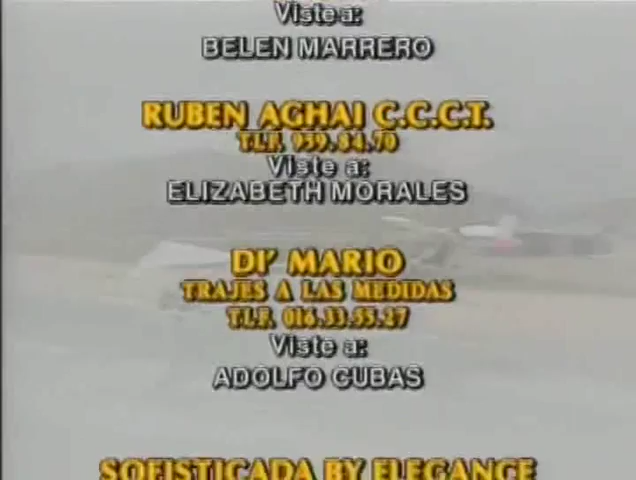 Viste a:
BELEN MARRERO
RUBEN AGHAI C.C.C.T.
TLF. 959.84.70
Viste a:
ELIZABETH MORALES
DI' MARIO
TRAJES A LAS MEDIDAS
TLF. 016.33.55.27
Viste a:
ADOLFO CUBAS
SOFISTICADA BY ELEGANCE